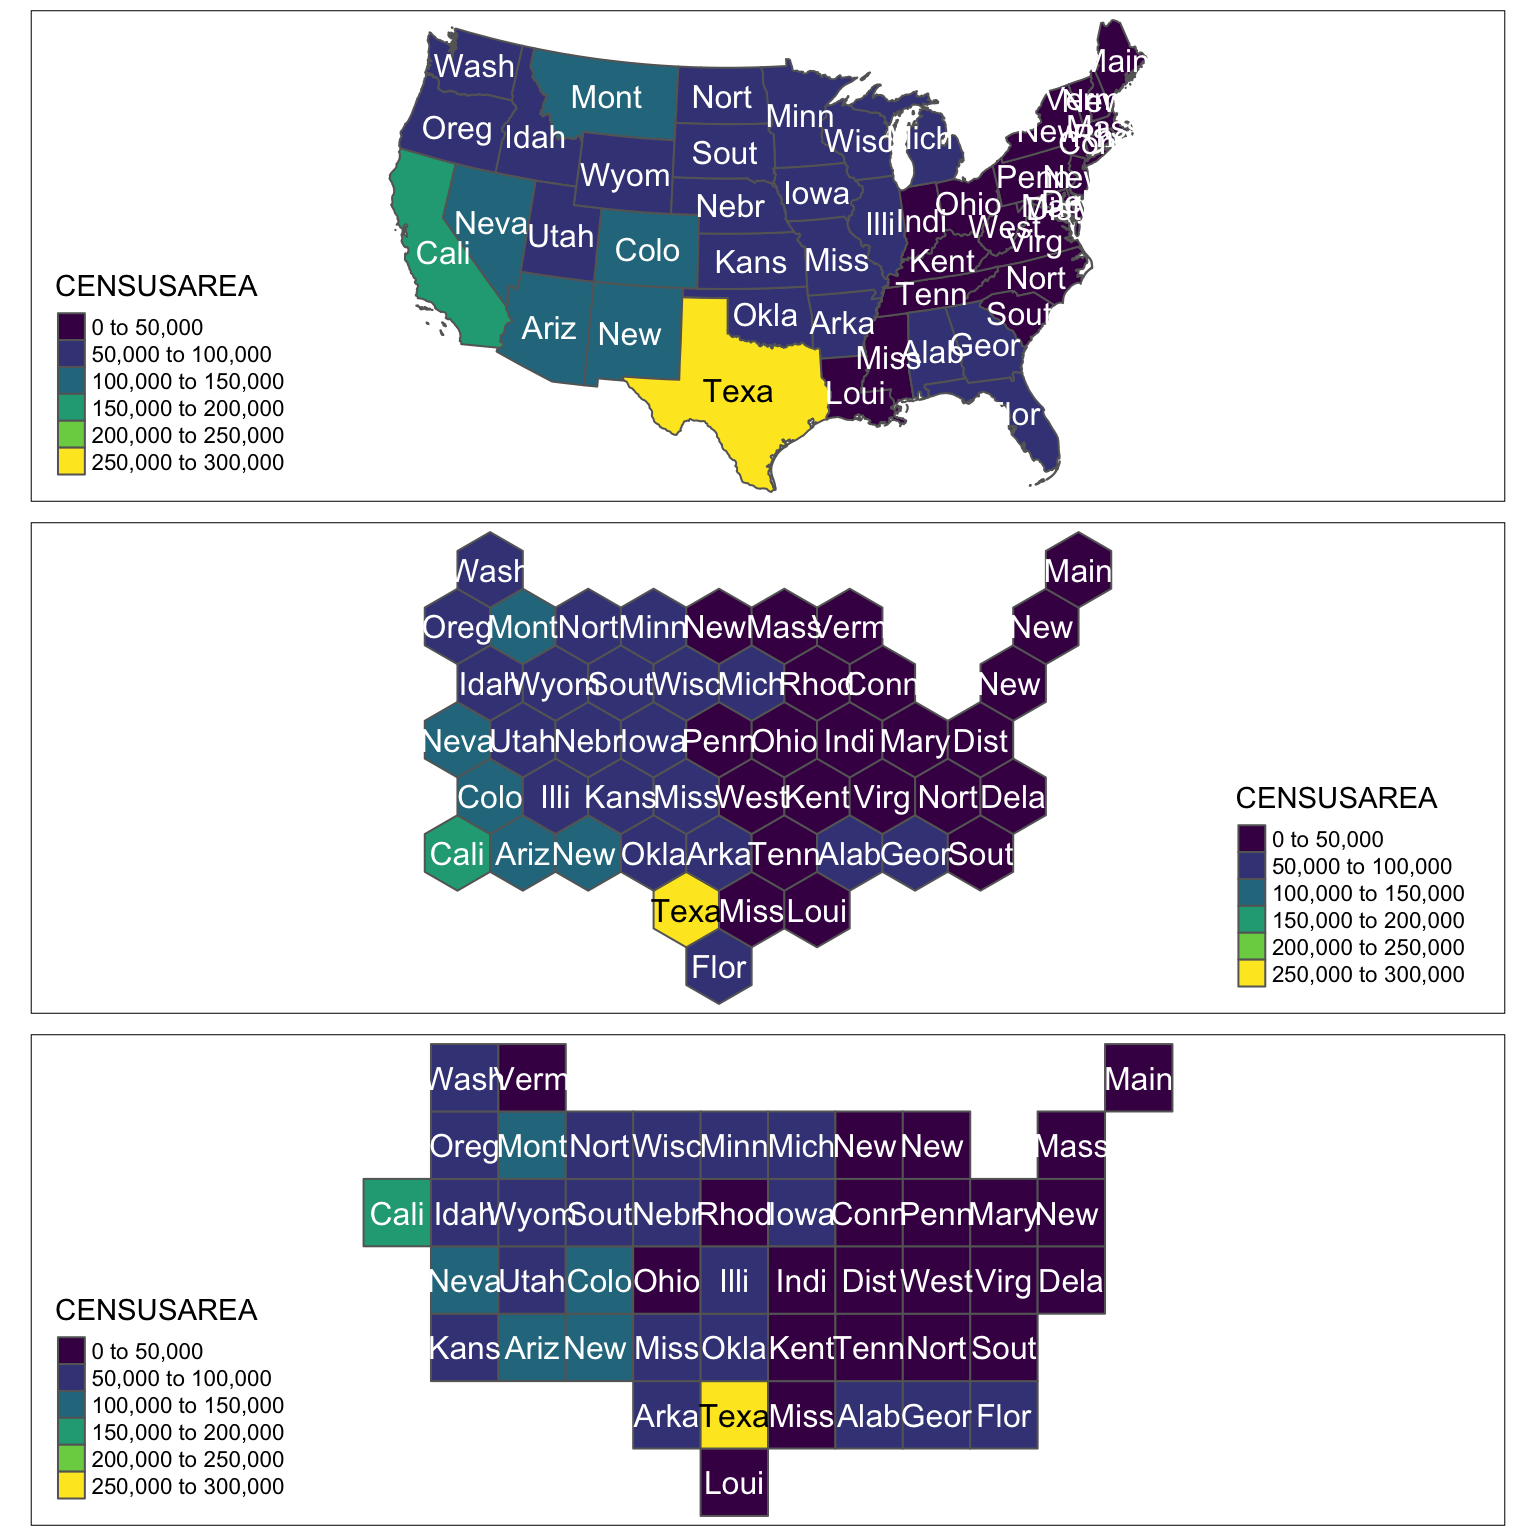 Wash
Mont
Nort
Minn
Main
Oreg
Idah
Wyom
Sout
Wisc
Mich
Verm
New
Mass
New
Nebr
Iowa
Penn
New
Neva
Utah
Colo
Illi
Indi
Ohio
West
Virg
Cali
Kans
Miss
Kent
Nort
Ariz
New
Okla
Arka
Tenn
Sout
Texa
Miss
Alab
Geor
Loui
lor
CENSUSAREA
0 to 50,000
50,000 to 100,000
100,000 to 150,000
150,000 to 200,000
200,000 to 250,000
250,000 to 300,000
Wash Main
Oreg Mont Nort Minn New Mass Verm New
Idah Wyom Sout Wisc Mich Rhod Conn New
Neva Utah Nebr Iowa Penn Ohio Indi Mary Dist
Colo Illi Kans Miss West Kent Virg Nort Dela
Cali Ariz New Okla Arka Tenn Alab Geor Sout
Texa Miss Loui
Flor
CENSUSAREA
0 to 50,000
50,000 to 100,000
100,000 to 150,000
150,000 to 200,000
200,000 to 250,000
250,000 to 300,000
Wash Verm Main
Oreg Mont Nort Wisc Minn Mich New New Mass
Cali Idah Wyom Sout Nebr Rhod Iowa Conn Penn Mary New
Neva Utah Colo Ohio Illi Indi Dist West Virg Dela
Kans Ariz New Miss Okla Kent Tenn Nort Sout
Arka Texa Miss Alab Geor Flor
Loui
CENSUSAREA
0 to 50,000
50,000 to 100,000
100,000 to 150,000
150,000 to 200,000
200,000 to 250,000
250,000 to 300,000